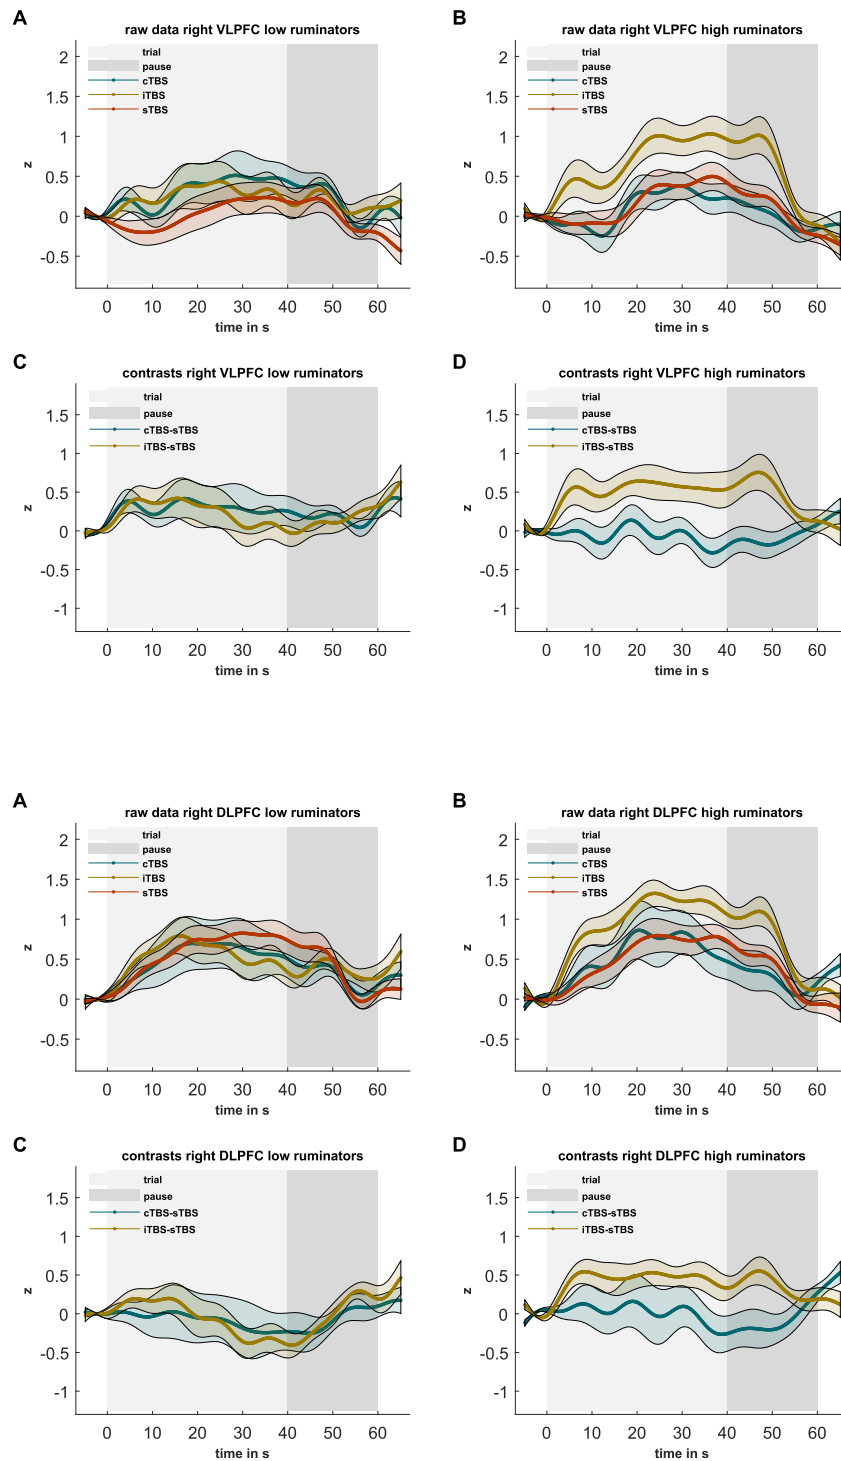 A
raw data right VLPFC low ruminators
trial
pause
cTBS
iTBS
sTBS
2
1.5
1
0.5
0
-0.5
z
0 10 20 30 40 50 60
time in s
B
raw data right VLPFC high ruminators
trial
pause
cTBS
iTBS
sTBS
2
1.5
1
0.5
0
-0.5
z
0 10 20 30 40 50 60
time in s
C
contrasts right VLPFC low ruminators
trial
pause
cTBS-sTBS
iTBS-sTBS
1.5
1
0.5
0
-0.5
-1
z
0 10 20 30 40 50 60
time in s
D
contrasts right VLPFC high ruminators
trial
pause
cTBS-sTBS
iTBS-sTBS
1.5
1
0.5
0
-0.5
-1
z
0 10 20 30 40 50 60
time in s
A
raw data right DLPFC low ruminators
trial
pause
cTBS
iTBS
sTBS
2
1.5
1
0.5
0
-0.5
z
0 10 20 30 40 50 60
time in s
B
raw data right DLPFC high ruminators
trial
pause
cTBS
iTBS
sTBS
2
1.5
1
0.5
0
-0.5
z
0 10 20 30 40 50 60
time in s
C
contrasts right DLPFC low ruminators
trial
pause
cTBS-sTBS
iTBS-sTBS
1.5
1
0.5
0
-0.5
-1
z
0 10 20 30 40 50 60
time in s
D
contrasts right DLPFC high ruminators
trial
pause
cTBS-sTBS
iTBS-sTBS
1.5
1
0.5
0
-0.5
-1
z
0 10 20 30 40 50 60
time in s